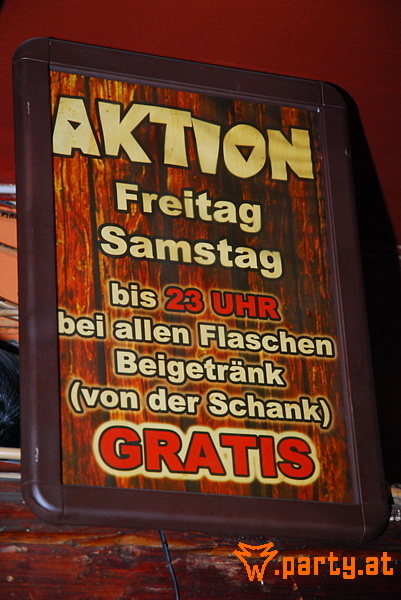 AKTION
Freitag
Samstag
bis 23 UHR
bei allen Flaschen
Beigetränk
(von der Schank)
GRATIS
w.party.at